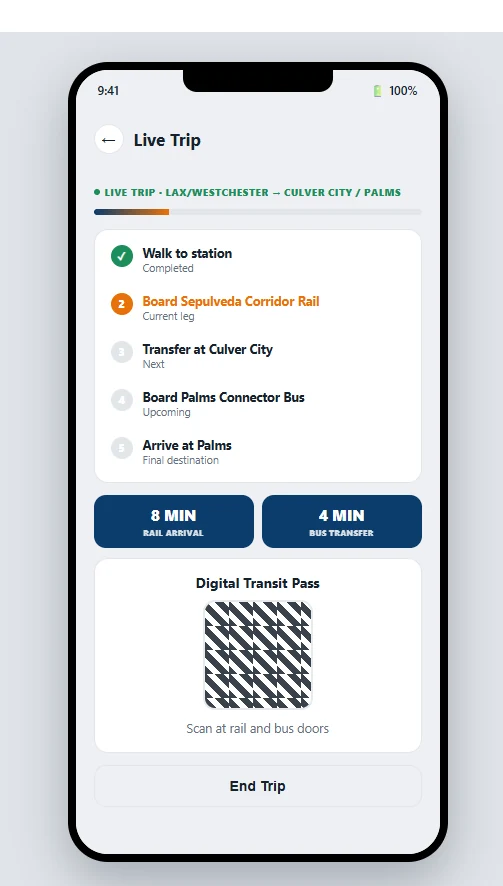 9:41
100%
← Live Trip
LIVE TRIP · LAX/WESTCHESTER → CULVER CITY / PALMS
✓ Walk to station
Completed
2 Board Sepulveda Corridor Rail
Current leg
3 Transfer at Culver City
Next
4 Board Palms Connector Bus
Upcoming
5 Arrive at Palms
Final destination
8 MIN
RAIL ARRIVAL
4 MIN
BUS TRANSFER
Digital Transit Pass
Scan at rail and bus doors
End Trip